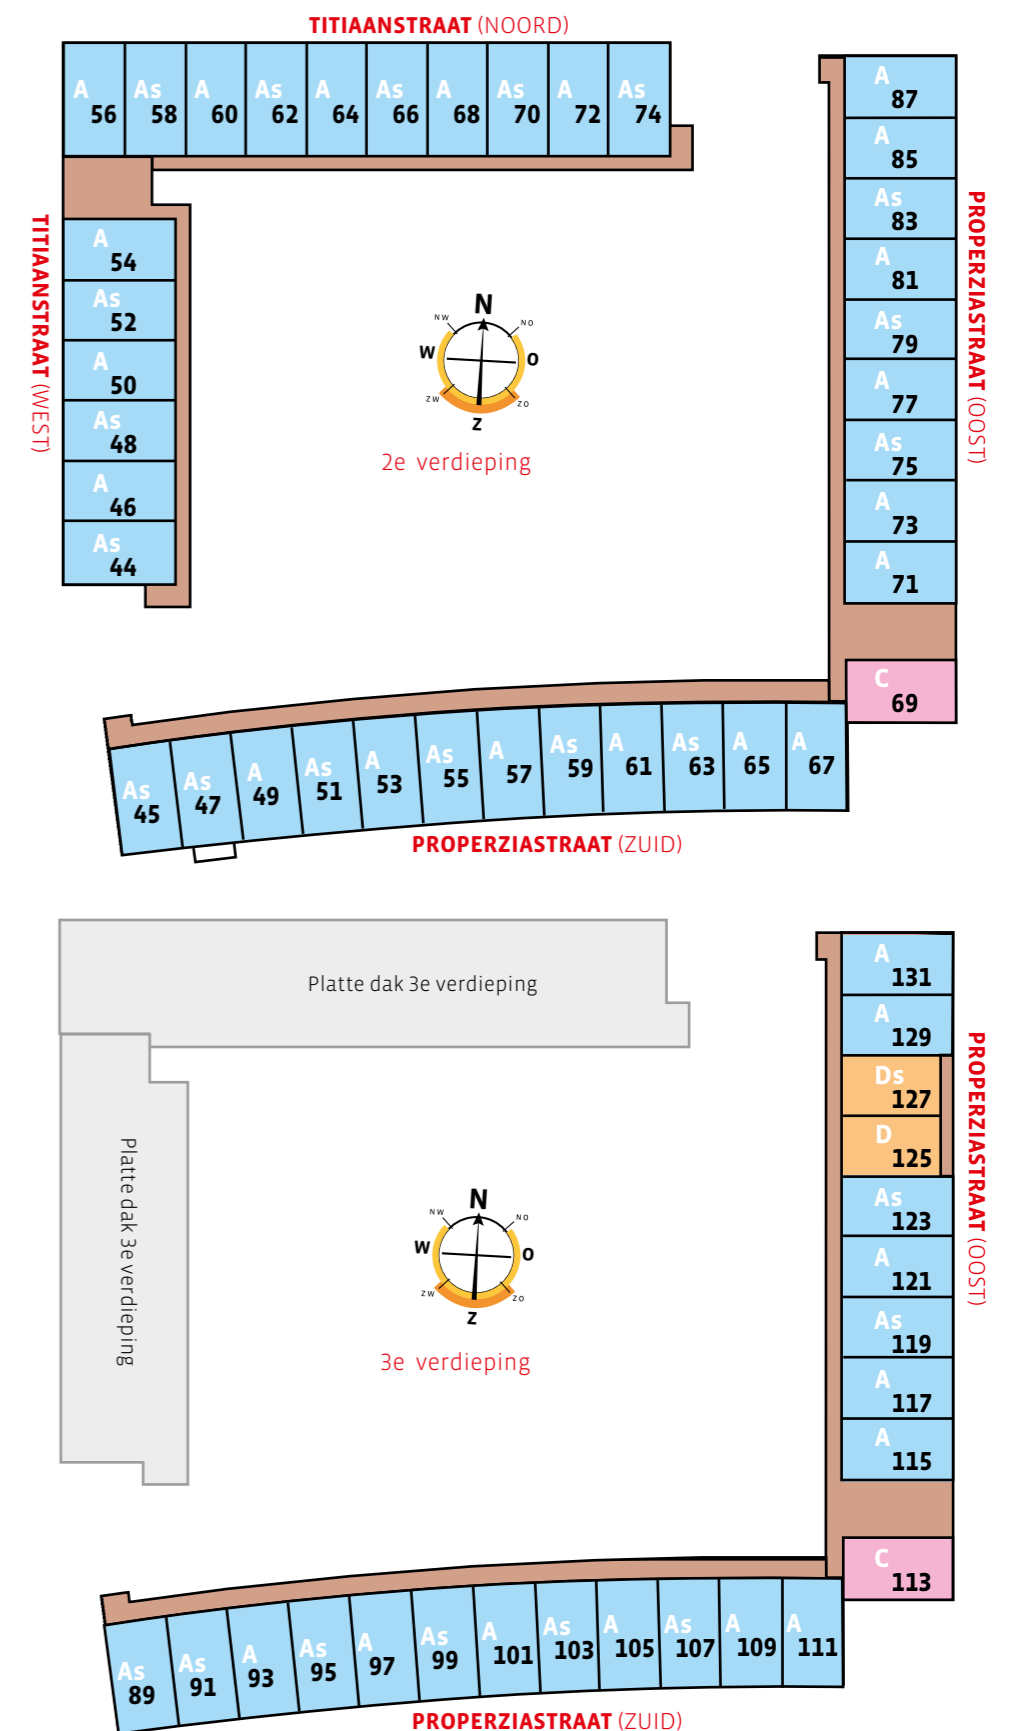 TITIAANSTRAAT (NOORD)
A 56 As 58 A 60 As 62 A 64 As 66 A 68 As 70 A 72 As 74
TITIAANSTRAAT (WEST)
A 54
As 52
A 50
As 48
A 46
As 44
N
NW NO
W O
ZW ZO
Z
2e verdieping
A 87
A 85
As 83
A 81
As 79
A 77
As 75
A 73
A 71
C 69
PROPERZIASTRAAT (OOST)
As 45 As 47 A 49 As 51 A 53 As 55 A 57 As 59 A 61 As 63 A 65 A 67
PROPERZIASTRAAT (ZUID)
Platte dak 3e verdieping
Platte dak 3e verdieping
N
NW NO
W O
ZW ZO
Z
3e verdieping
A 131
A 129
Ds 127
D 125
As 123
A 121
As 119
A 117
A 115
C 113
PROPERZIASTRAAT (OOST)
As 89 As 91 A 93 As 95 A 97 As 99 A 101 As 103 A 105 As 107 A 109 A 111
PROPERZIASTRAAT (ZUID)